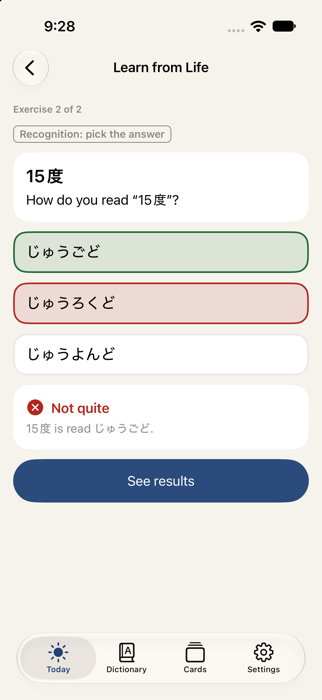 9:28
Learn from Life
Exercise 2 of 2
Recognition: pick the answer
15度
How do you read “15度”?
じゅうごど
じゅうろくど
じゅうよんど
Not quite
15度 is read じゅうごど.
See results
Today
Dictionary
Cards
Settings